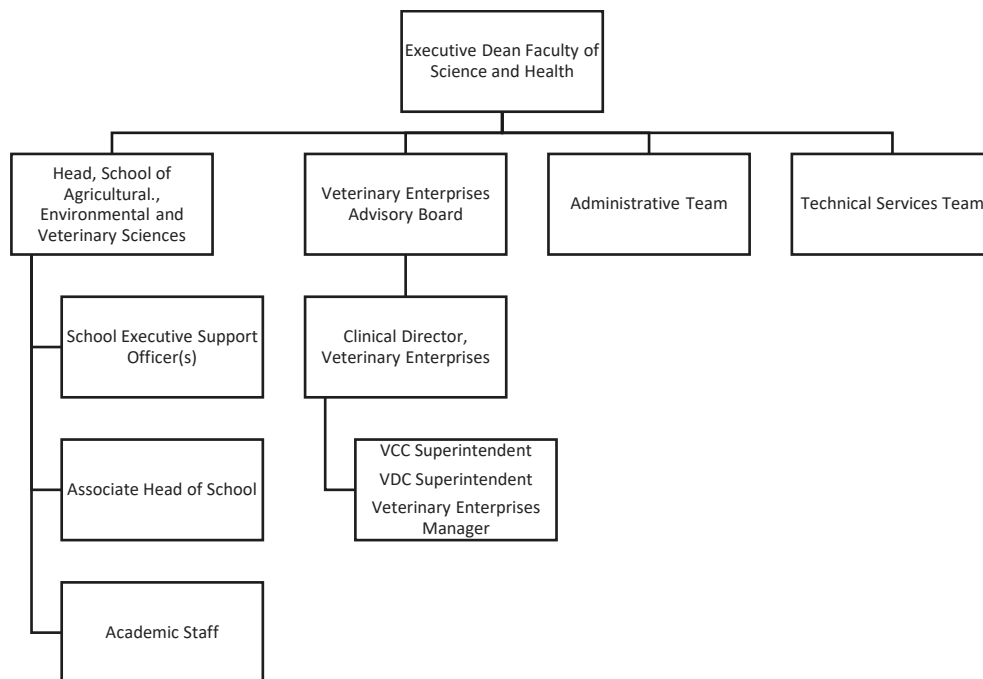 Executive Dean Faculty of
Science and Health
Head, School of
Agricultural.,
Environmental and
Veterinary Sciences
Veterinary Enterprises
Advisory Board
Administrative Team
Technical Services Team
School Executive Support
Officer(s)
Clinical Director,
Veterinary Enterprises
Associate Head of School
VCC Superintendent
VDC Superintendent
Veterinary Enterprises
Manager
Academic Staff